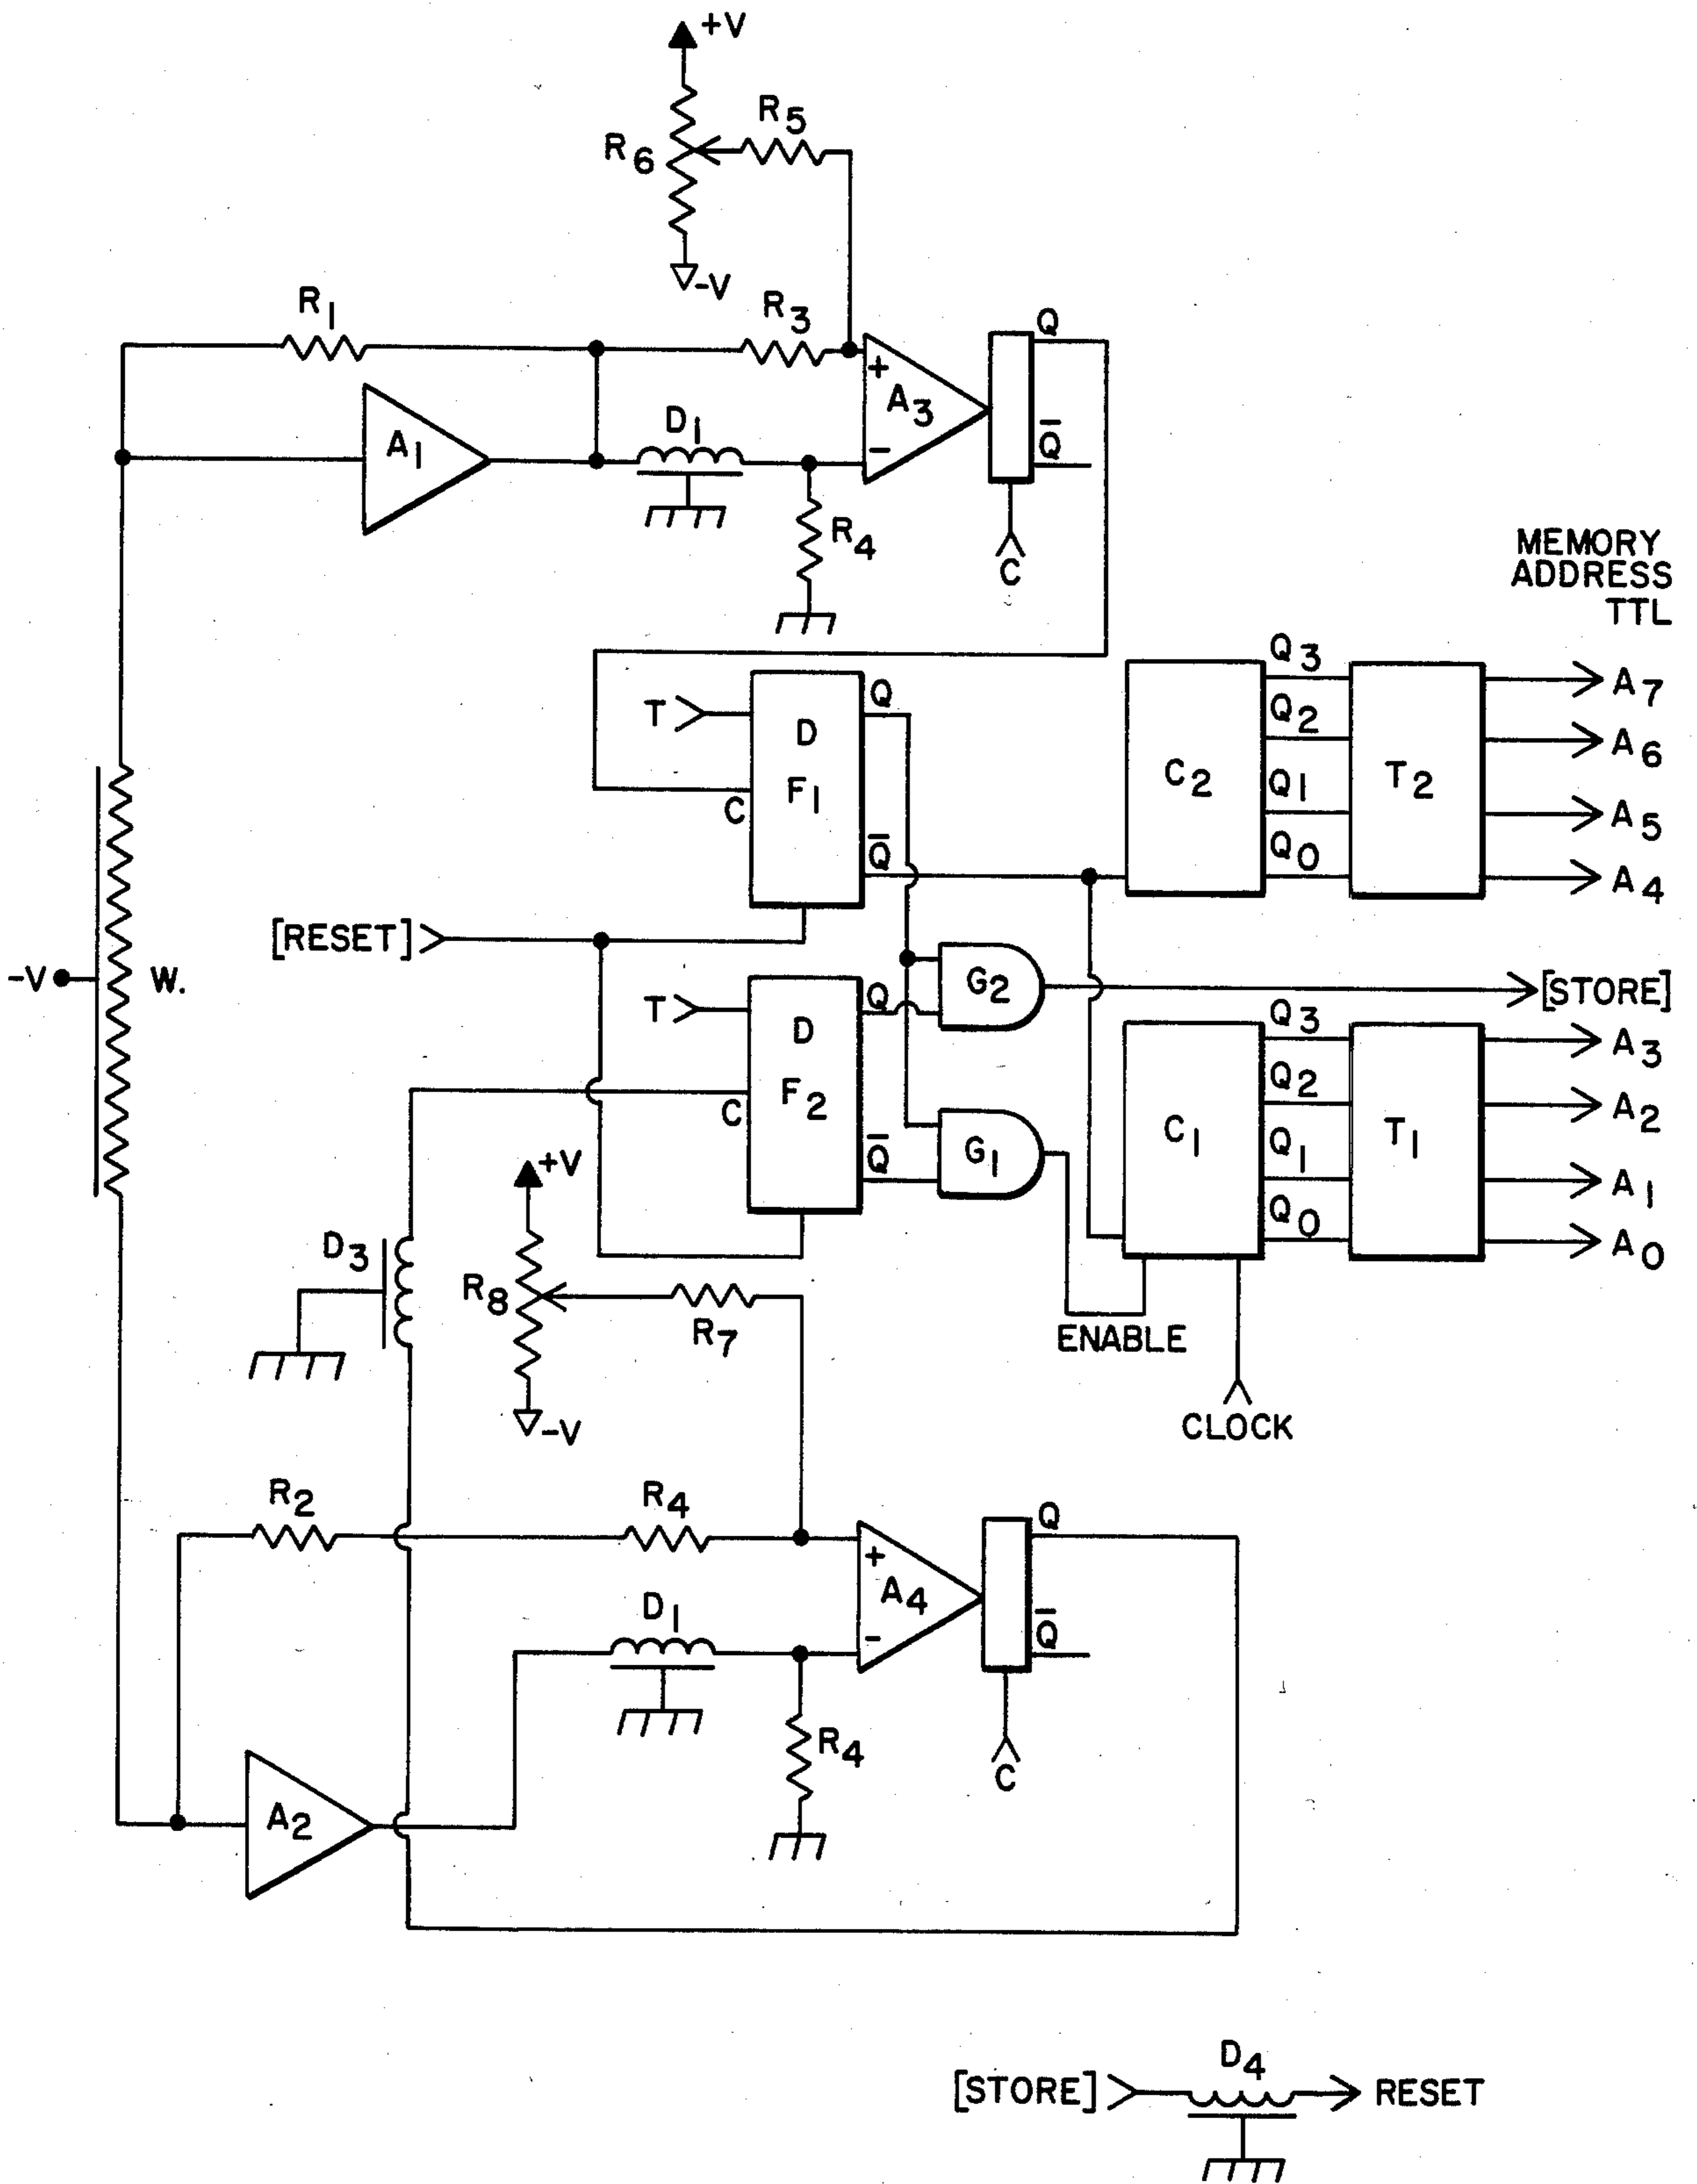 +V
R5
R6
-V
R1
R3
Q
+
A3
D1
A1
-
Q̅
R4
C
MEMORY
ADDRESS
TTL
Q3
A7
T
Q
D
Q2
A6
C2
T2
F1
Q1
A5
C
Q̅
Q0
A4
[RESET]
-V
W.
G2
[STORE]
T
Q
D
Q3
A3
F2
Q2
A2
C
C1
T1
Q̅
G1
Q1
A1
+V
Q0
A0
D3
R8
R7
ENABLE
-V
CLOCK
R2
R4
Q
+
A4
D1
-
Q̅
R4
C
A2
D4
[STORE]
RESET